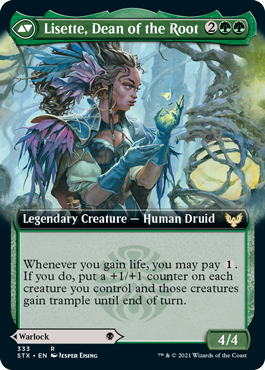 Lisette, Dean of the Root 2
Legendary Creature — Human Druid
Whenever you gain life, you may pay 1.
If you do, put a +1/+1 counter on each
creature you control and those creatures
gain trample until end of turn.
Warlock
4/4
333 R
STX • EN Jesper Ejsing
™ & © 2021 Wizards of the Coast